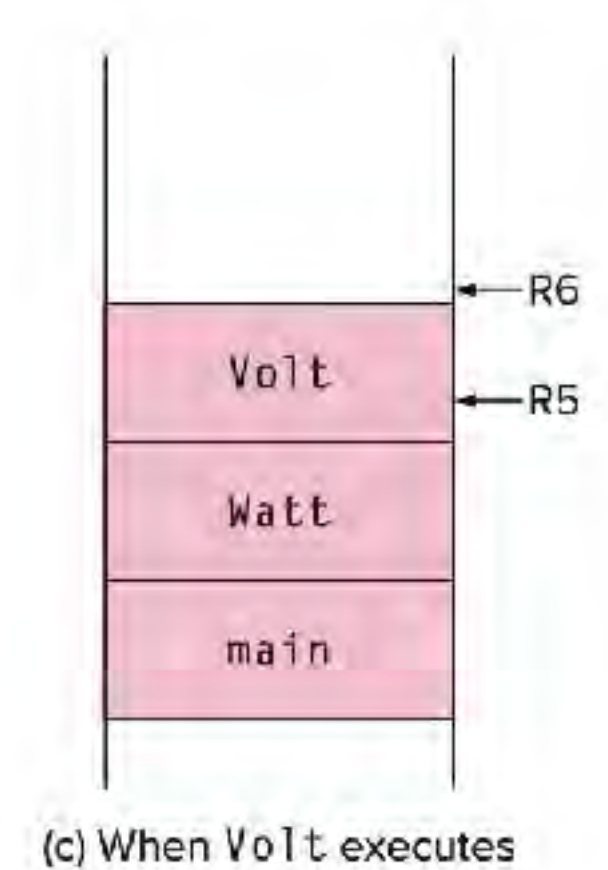 R6
Volt
R5
Watt
main
(c) When Volt executes